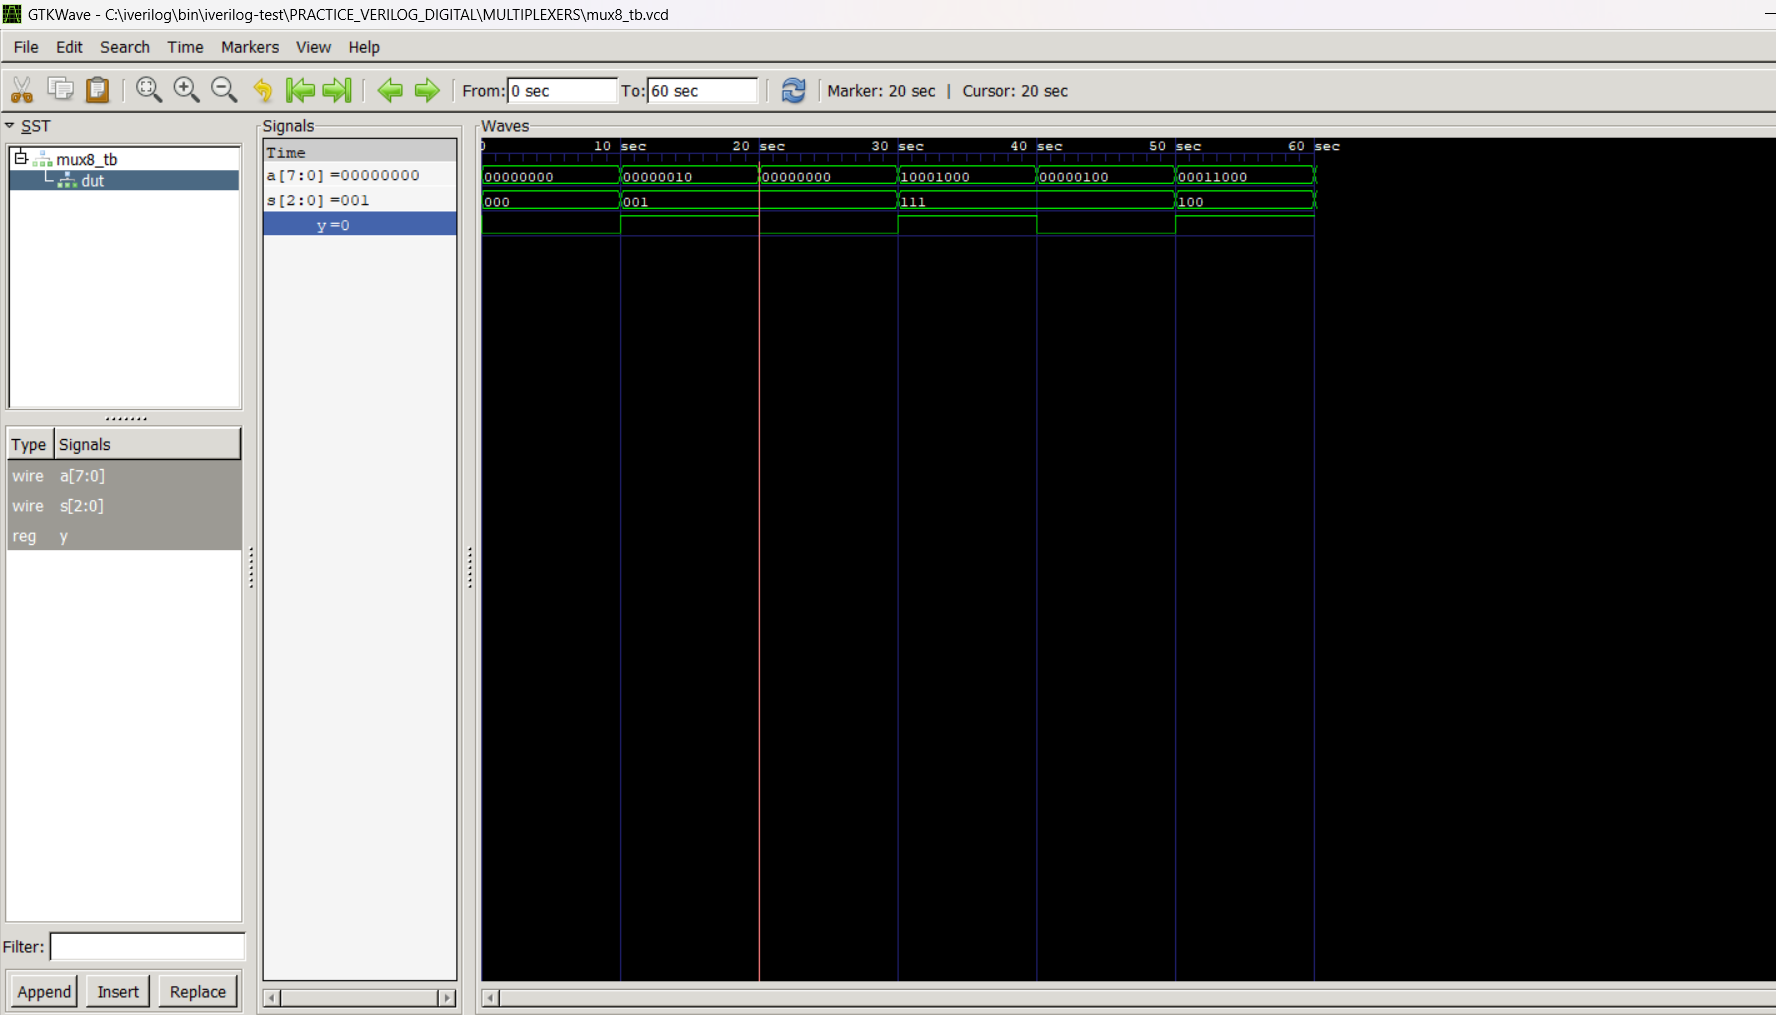 GTKWave - C:\iverilog\bin\iverilog-test\PRACTICE_VERILOG_DIGITAL\MULTIPLEXERS\mux8_tb.vcd
File Edit Search Time Markers View Help
From: 0 sec To: 60 sec Marker: 20 sec | Cursor: 20 sec
SST
mux8_tb
dut
Type Signals
wire a[7:0]
wire s[2:0]
reg y
Filter:
Append Insert Replace
Signals
Time
a[7:0]=00000000
s[2:0]=001
y=0
Waves
0 10 sec 20 sec 30 sec 40 sec 50 sec 60 sec
00000000 00000010 00000000 10001000 00000100 00011000
000 001 111 100